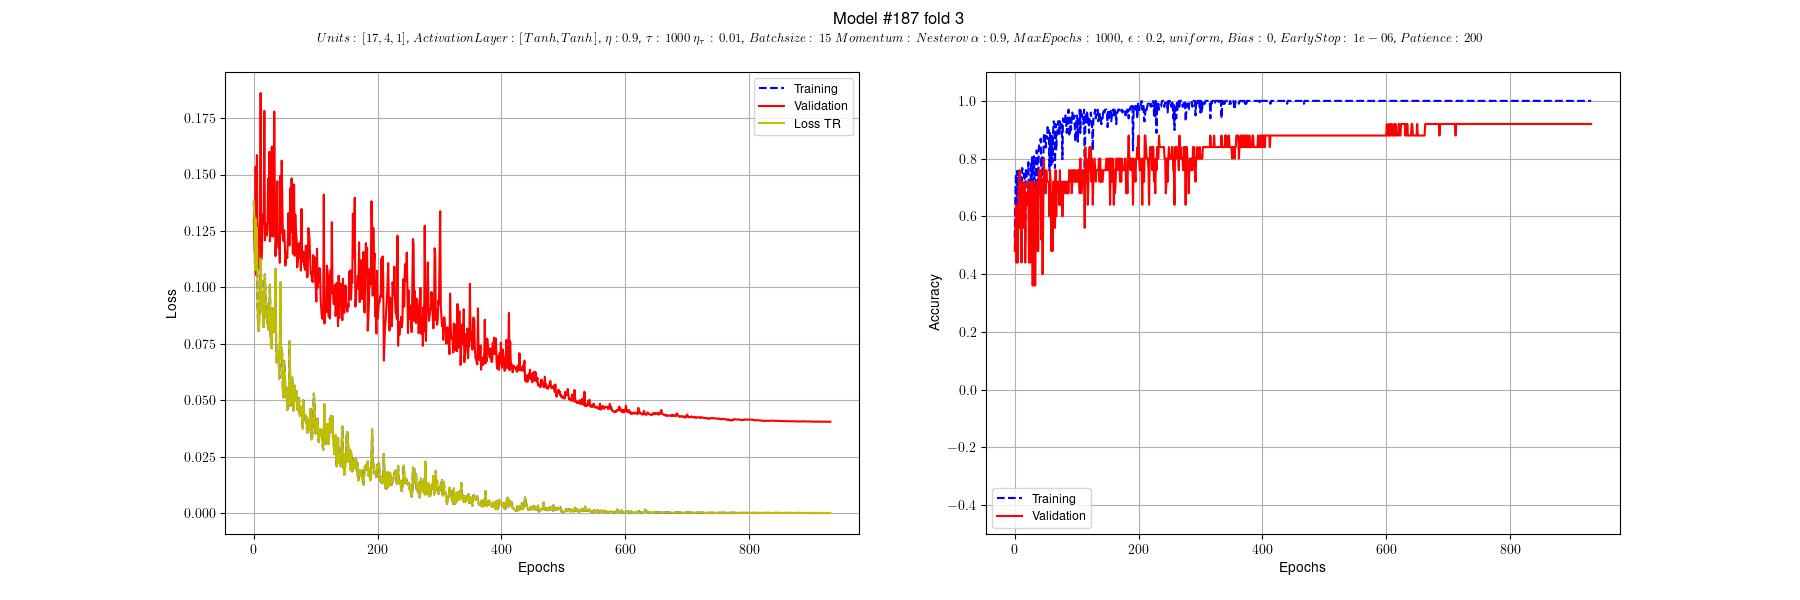 Model #187 fold 3
Units : [17, 4, 1], ActivationLayer : [Tanh, Tanh], η : 0.9, τ : 1000 ητ : 0.01, Batchsize : 15 Momentum : Nesterov α : 0.9, MaxEpochs : 1000, ϵ : 0.2, uniform, Bias : 0, EarlyStop : 1e − 06, Patience : 200
Training
Validation
Loss TR
0.175
0.150
0.125
0.100
0.075
0.050
0.025
0.000
Loss
0 200 400 600 800
Epochs
1.0
0.8
0.6
0.4
0.2
0.0
−0.2
−0.4
Accuracy
Training
Validation
0 200 400 600 800
Epochs